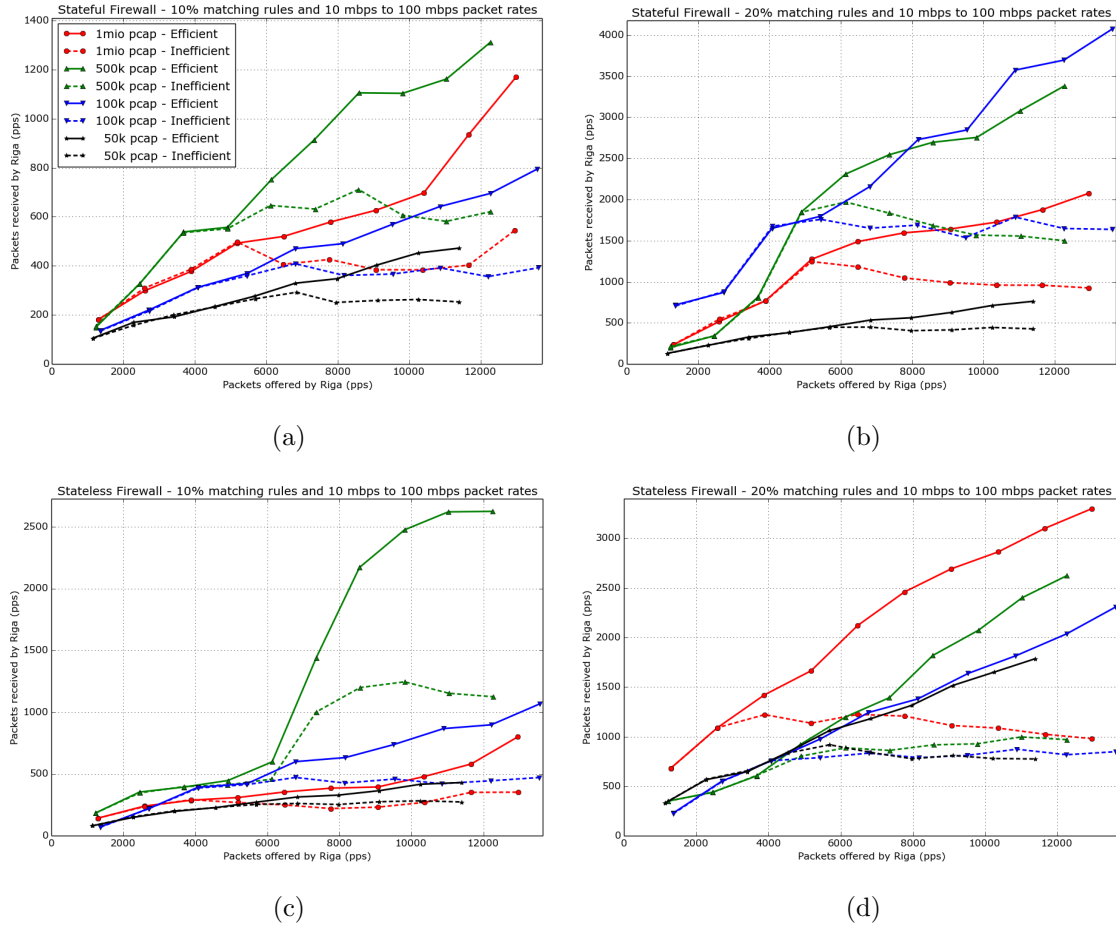 Stateful Firewall - 10% matching rules and 10 mbps to 100 mbps packet rates
1400
1200
1000
800
600
400
200
0
Packets received by Riga (pps)
1mio pcap - Efficient
1mio pcap - Inefficient
500k pcap - Efficient
500k pcap - Inefficient
100k pcap - Efficient
100k pcap - Inefficient
50k pcap - Efficient
50k pcap - Inefficient
0 2000 4000 6000 8000 10000 12000
Packets offered by Riga (pps)
(a)
Stateful Firewall - 20% matching rules and 10 mbps to 100 mbps packet rates
4000
3500
3000
2500
2000
1500
1000
500
0
Packets received by Riga (pps)
0 2000 4000 6000 8000 10000 12000
Packets offered by Riga (pps)
(b)
Stateless Firewall - 10% matching rules and 10 mbps to 100 mbps packet rates
2500
2000
1500
1000
500
0
Packets received by Riga (pps)
0 2000 4000 6000 8000 10000 12000
Packets offered by Riga (pps)
(c)
Stateless Firewall - 20% matching rules and 10 mbps to 100 mbps packet rates
3000
2500
2000
1500
1000
500
0
Packets received by Riga (pps)
0 2000 4000 6000 8000 10000 12000
Packets offered by Riga (pps)
(d)